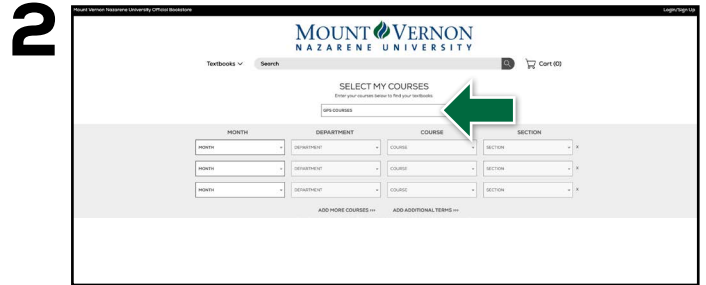 2
Mount Vernon Nazarene University Official Bookstore Login/Sign Up
MOUNT VERNON
NAZARENE UNIVERSITY
Textbooks Search Cart (0)
SELECT MY COURSES
Enter your courses below to find your textbooks.
GPS COURSES
MONTH DEPARTMENT COURSE SECTION
MONTH DEPARTMENT COURSE SECTION X
MONTH DEPARTMENT COURSE SECTION X
MONTH DEPARTMENT COURSE SECTION X
ADD MORE COURSES >>> ADD ADDITIONAL TERMS >>>